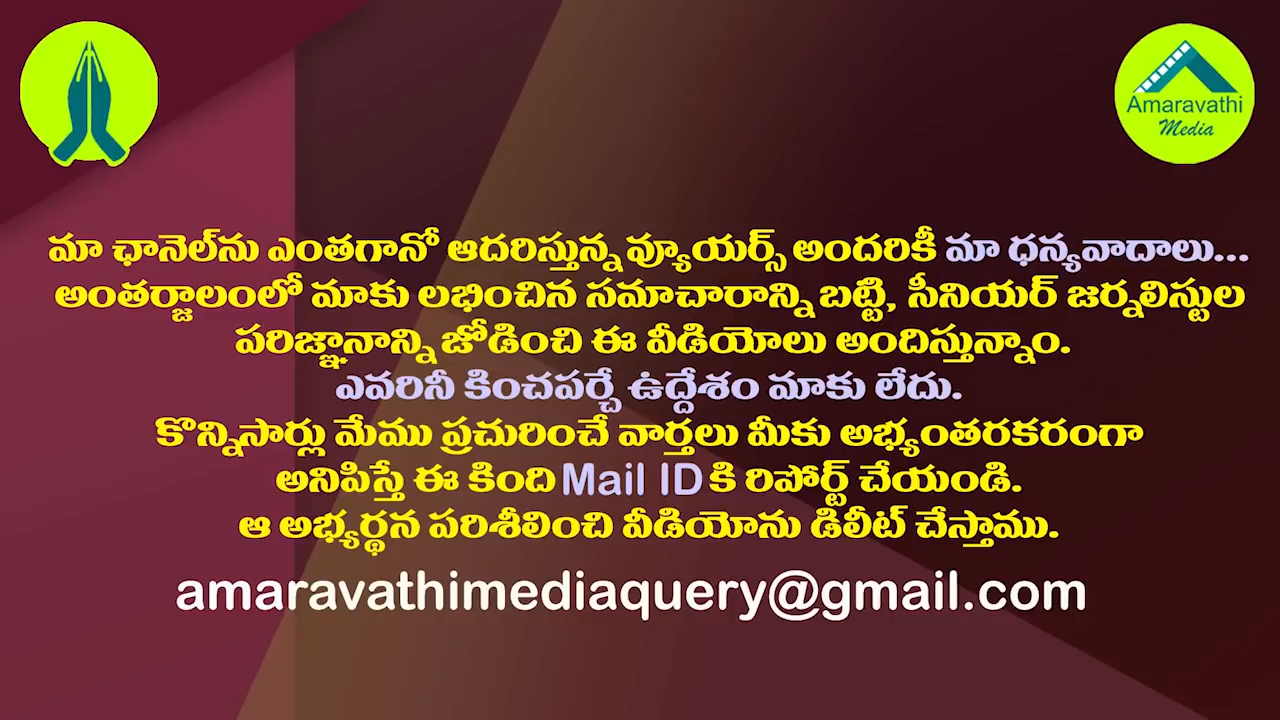 Amaravathi
Media
మా ఛానెల్‌ను ఎంతగానో ఆదరిస్తున్న వ్యూయర్స్ అందరికీ మా ధన్యవాదాలు...
అంతర్జాలంలో మాకు లభించిన సమాచారాన్ని బట్టి, సీనియర్ జర్నలిస్టుల
పరిజ్ఞానాన్ని జోడించి ఈ వీడియోలు అందిస్తున్నాం.
ఎవరినీ కించపర్చే ఉద్దేశం మాకు లేదు.
కొన్నిసార్లు మేము ప్రచురించే వార్తలు మీకు అభ్యంతరకరంగా
అనిపిస్తే ఈ కింది Mail ID కి రిపోర్ట్ చేయండి.
ఆ అభ్యర్థన పరిశీలించి వీడియోను డిలీట్ చేస్తాము.
amaravathimediaquery@gmail.com